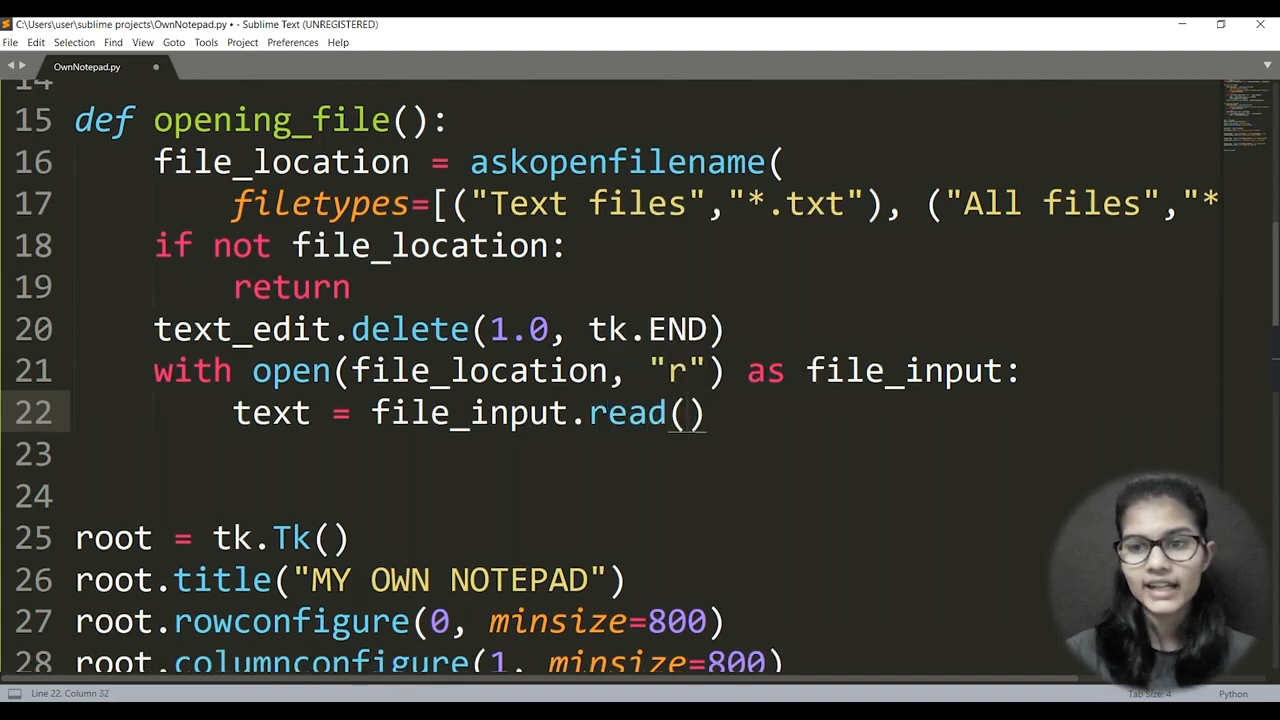 C:\Users\user\sublime projects\OwnNotepad.py • - Sublime Text (UNREGISTERED)
File Edit Selection Find View Goto Tools Project Preferences Help
OwnNotepad.py
14
15 def opening_file():
16 file_location = askopenfilename(
17 filetypes=[("Text files","*.txt"), ("All files","*
18 if not file_location:
19 return
20 text_edit.delete(1.0, tk.END)
21 with open(file_location, "r") as file_input:
22 text = file_input.read()
23
24
25 root = tk.Tk()
26 root.title("MY OWN NOTEPAD")
27 root.rowconfigure(0, minsize=800)
28 root.columnconfigure(1, minsize=800)
Line 22, Column 32
Tab Size: 4
Python